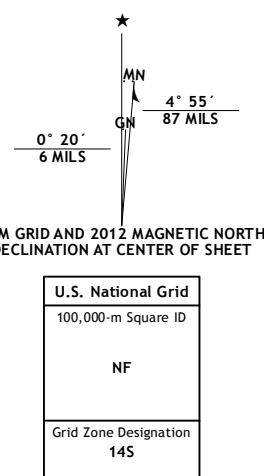 ★
MN
GN
4° 55´
87 MILS
0° 20´
6 MILS
M GRID AND 2012 MAGNETIC NORTH
DECLINATION AT CENTER OF SHEET
U.S. National Grid
100,000-m Square ID
NF
Grid Zone Designation
14S